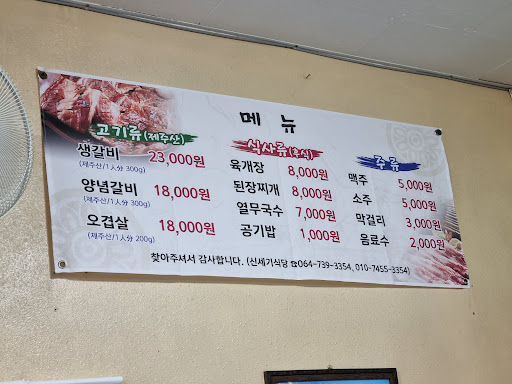 메 뉴
고기류(제주산)
생갈비 23,000원
(제주산/1人分 300g)
양념갈비 18,000원
(제주산/1人分 300g)
오겹살 18,000원
(제주산/1人分 200g)
식사류(후식)
육개장 8,000원
된장찌개 8,000원
열무국수 7,000원
공기밥 1,000원
주 류
맥주 5,000원
소주 5,000원
막걸리 3,000원
음료수 2,000원
찾아주셔서 감사합니다. (신세기식당 ☎064-739-3354, 010-7455-3354)